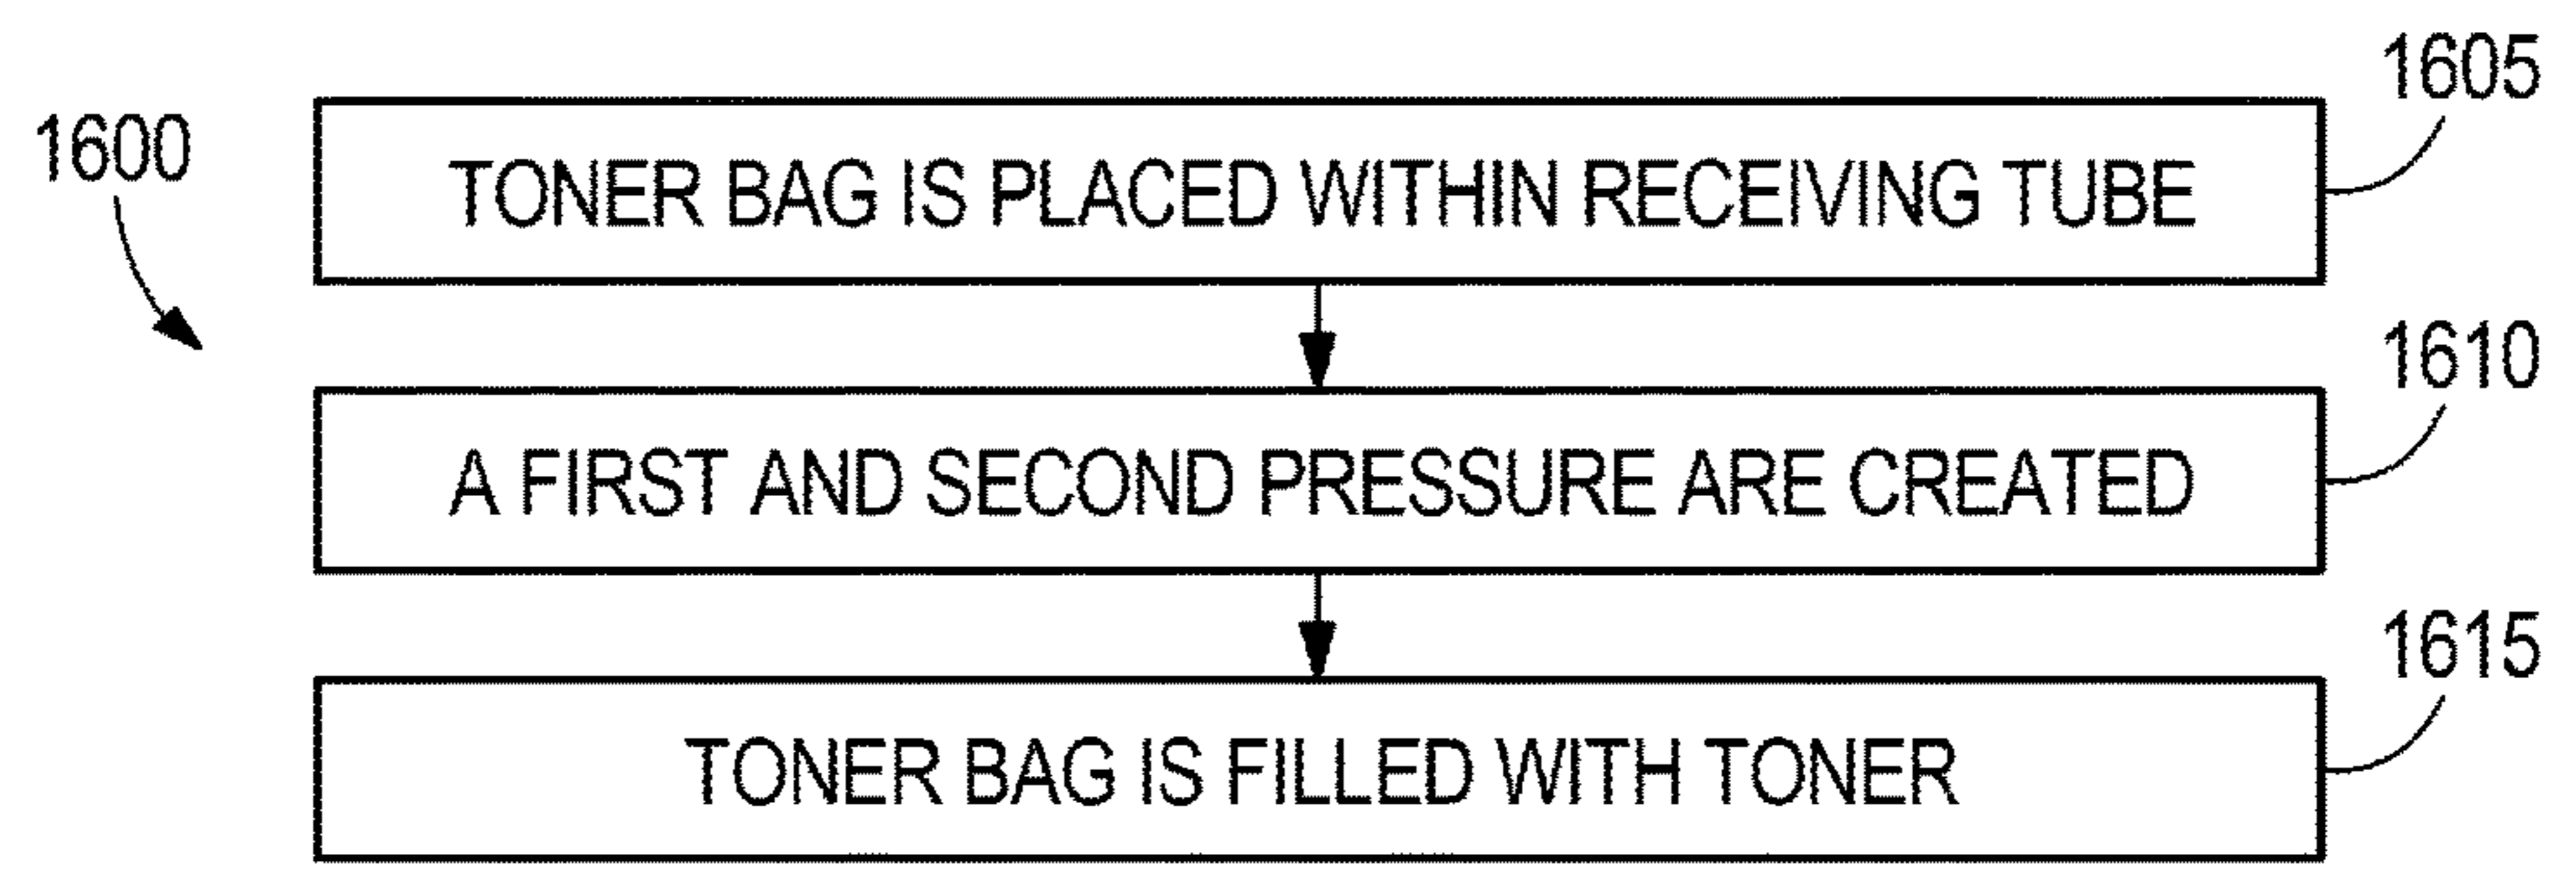 1600
1605
TONER BAG IS PLACED WITHIN RECEIVING TUBE
1610
A FIRST AND SECOND PRESSURE ARE CREATED
1615
TONER BAG IS FILLED WITH TONER